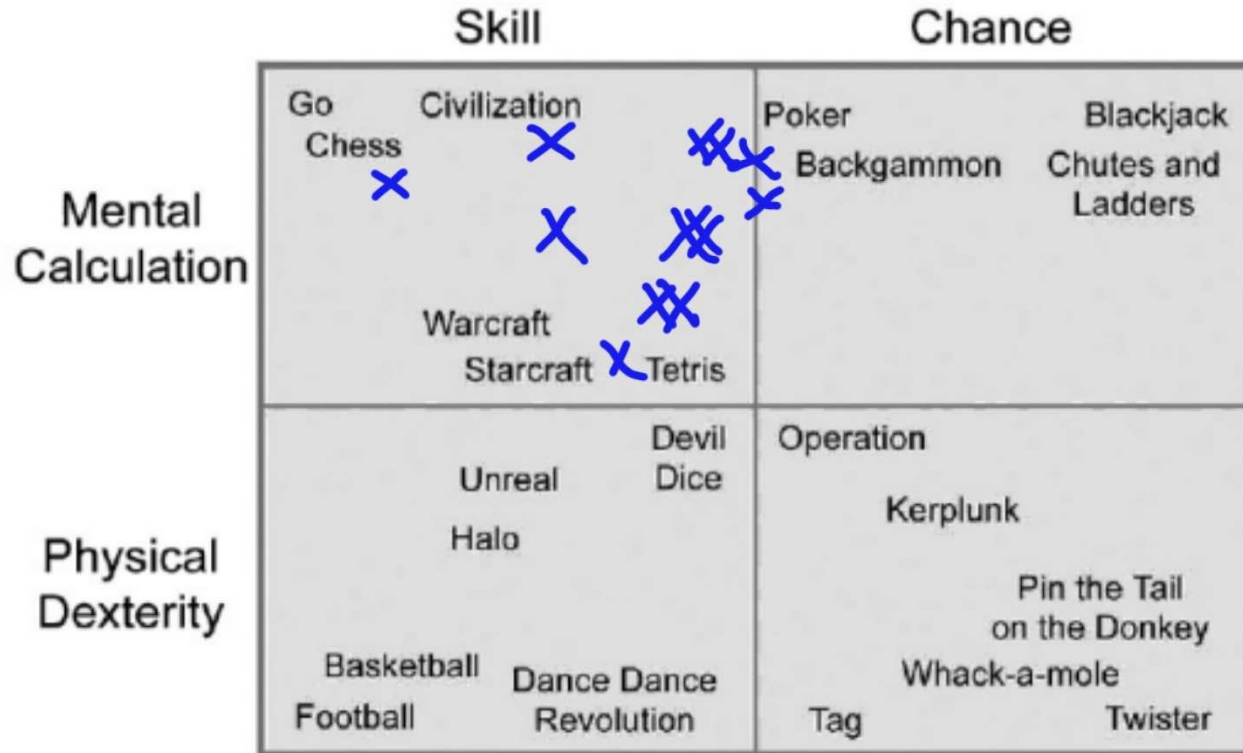 Skill Chance
Go Civilization Poker Blackjack
Chess Backgammon Chutes and
Ladders
Mental
Calculation
Warcraft
Starcraft Tetris
Devil Operation
Unreal Dice
Kerplunk
Halo
Physical
Dexterity
Pin the Tail
on the Donkey
Basketball Dance Dance Whack-a-mole
Football Revolution Tag Twister